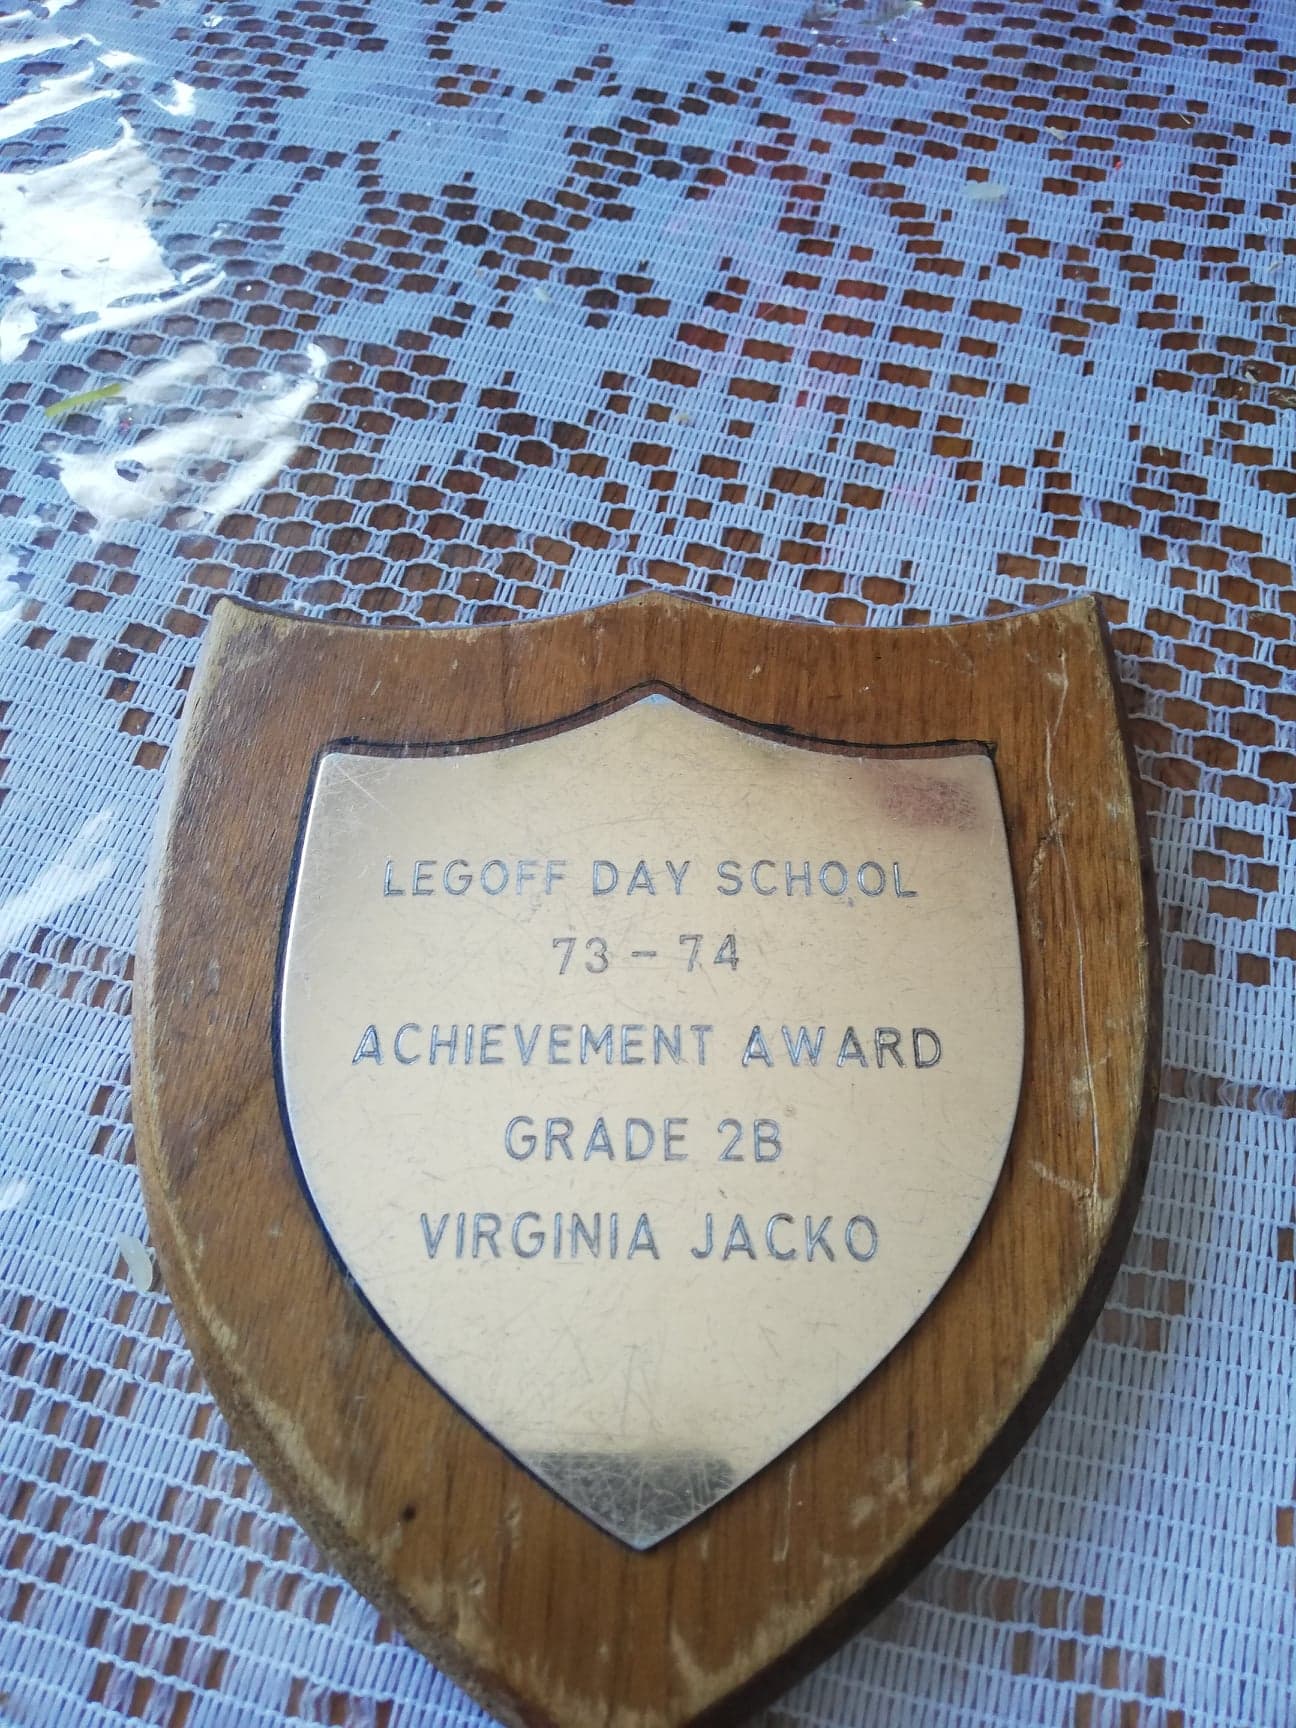 LEGOFF DAY SCHOOL
73 - 74
ACHIEVEMENT AWARD
GRADE 2B
VIRGINIA JACKO